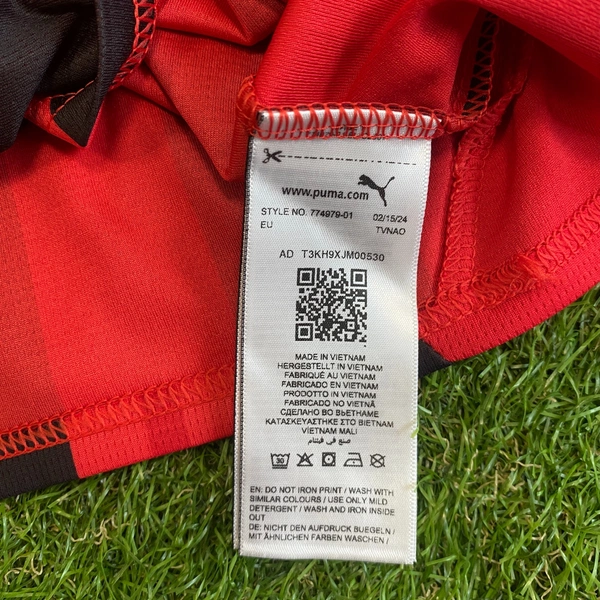 www.puma.com
STYLE NO. 774979-01 02/15/24
EU TVNAO
AD T3KH9XJM00530
MADE IN VIETNAM
HERGESTELLT IN VIETNAM
FABRIQUÉ AU VIETNAM
FABRICADO EN VIETNAM
PRODOTTO IN VIETNAM
FABRICADO NO VIETNÃ
СДЕЛАНО ВО ВЬЕТНАМЕ
ΚΑΤΑΣΚΕΥΑΣΤΗΚΕ ΣΤΟ ΒΙΕΤΝΑΜ
VİETNAM MALI
صنع في فيتنام
30
EN: DO NOT IRON PRINT / WASH WITH
SIMILAR COLOURS / USE ONLY MILD
DETERGENT / WASH AND IRON INSIDE
OUT
DE: NICHT DEN AUFDRUCK BUEGELN /
MIT ÄHNLICHEN FARBEN WASCHEN /